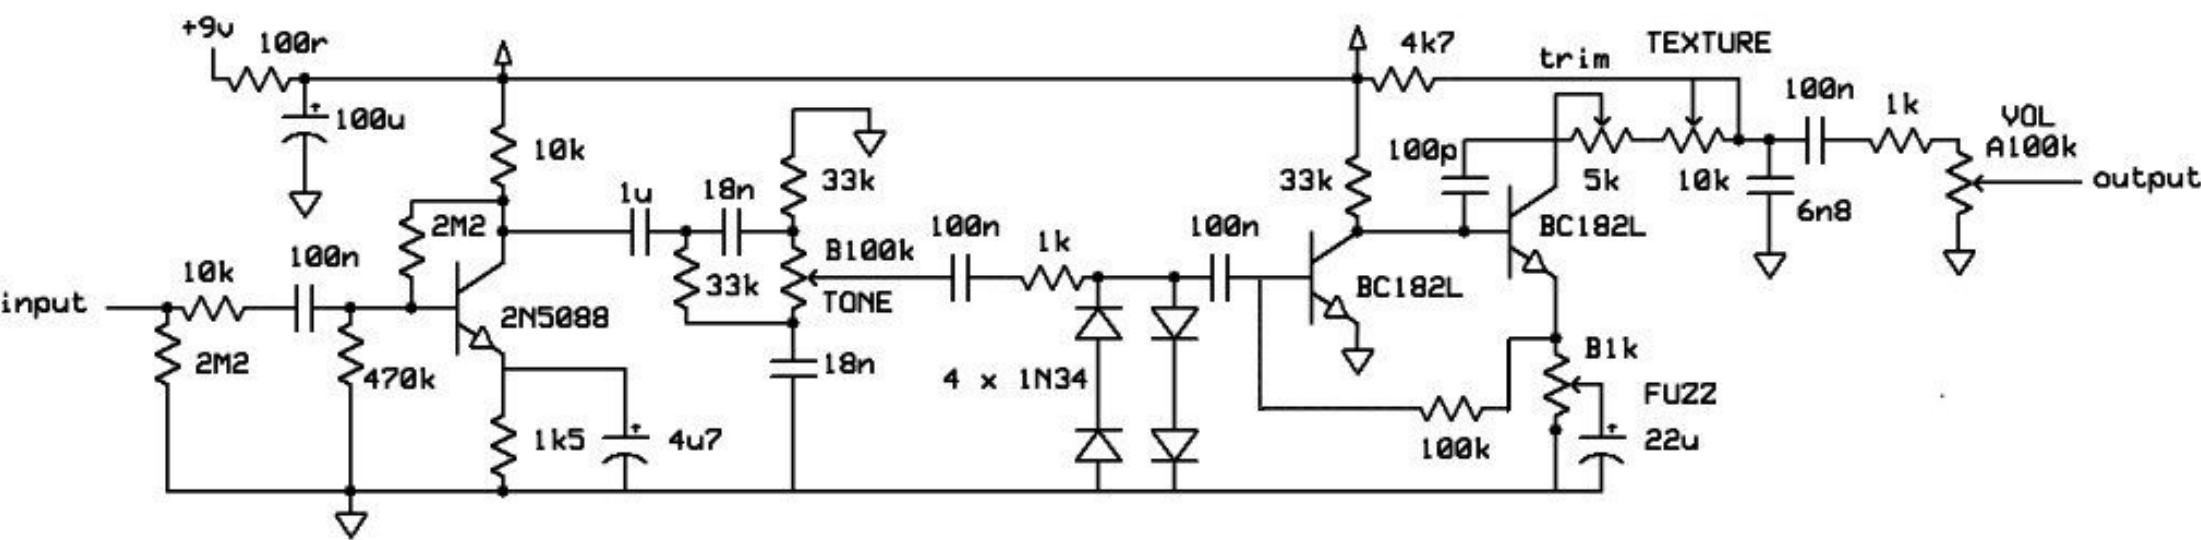 +9v
100r
100u
10k
2M2
1u
18n
33k
33k
B100k
TONE
18n
input
10k
2M2
100n
470k
2N5088
1k5
4u7
100n
1k
4 x 1N34
100n
33k
BC182L
4k7
100p
trim
TEXTURE
5k
10k
BC182L
100k
B1k
FUZZ
22u
6n8
100n
1k
VOL
A100k
output